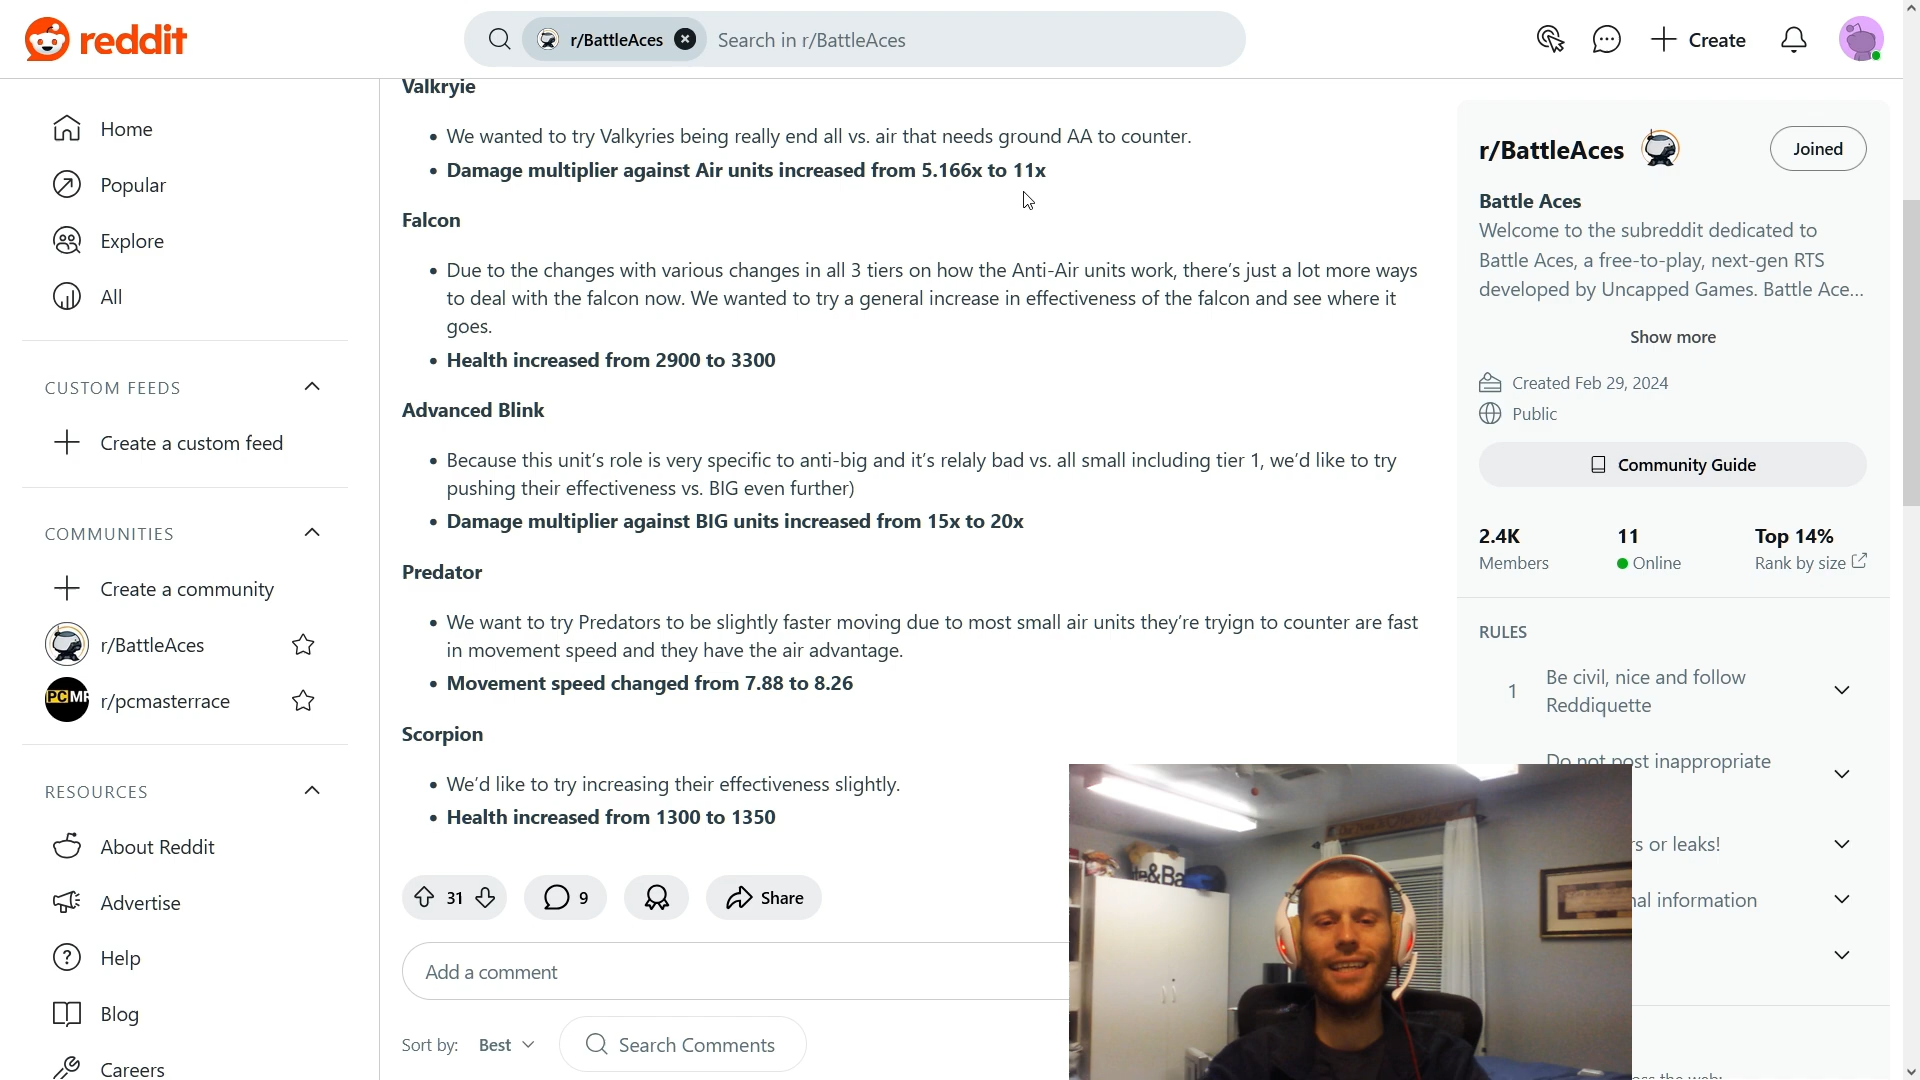 reddit
r/BattleAces
Search in r/BattleAces
Create
Home
Popular
Explore
All
CUSTOM FEEDS
Create a custom feed
COMMUNITIES
Create a community
r/BattleAces
r/pcmasterrace
RESOURCES
About Reddit
Advertise
Help
Blog
Careers
Valkryie
We wanted to try Valkyries being really end all vs. air that needs ground AA to counter.
Damage multiplier against Air units increased from 5.166x to 11x
Falcon
Due to the changes with various changes in all 3 tiers on how the Anti-Air units work, there's just a lot more ways
to deal with the falcon now. We wanted to try a general increase in effectiveness of the falcon and see where it
goes.
Health increased from 2900 to 3300
Advanced Blink
Because this unit's role is very specific to anti-big and it's relaly bad vs. all small including tier 1, we'd like to try
pushing their effectiveness vs. BIG even further)
Damage multiplier against BIG units increased from 15x to 20x
Predator
We want to try Predators to be slightly faster moving due to most small air units they're tryign to counter are fast
in movement speed and they have the air advantage.
Movement speed changed from 7.88 to 8.26
Scorpion
We'd like to try increasing their effectiveness slightly.
Health increased from 1300 to 1350
31
9
Share
Add a comment
Sort by: Best
Search Comments
r/BattleAces
Joined
Battle Aces
Welcome to the subreddit dedicated to
Battle Aces, a free-to-play, next-gen RTS
developed by Uncapped Games. Battle Ace...
Show more
Created Feb 29, 2024
Public
Community Guide
2.4K
Members
11
Online
Top 14%
Rank by size
RULES
1
Be civil, nice and follow
Reddiquette
Do not post inappropriate
or leaks!
information